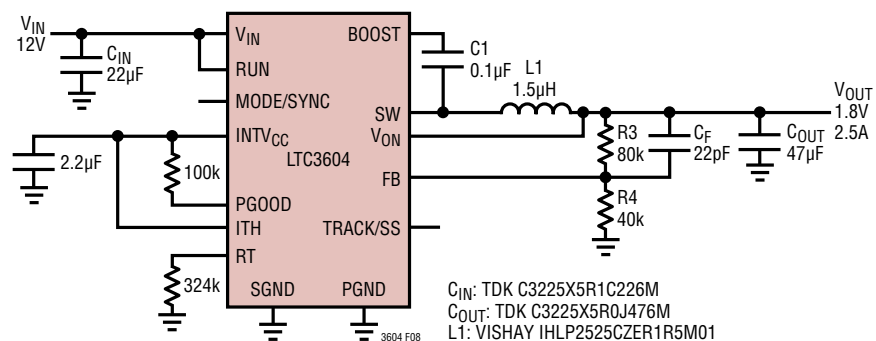 VIN
12V
CIN
22µF
VIN
RUN
MODE/SYNC
INTVCC
LTC3604
PGOOD
ITH
RT
SGND
PGND
BOOST
SW
VON
FB
TRACK/SS
2.2µF
100k
324k
C1
0.1µF
L1
1.5µH
R3
80k
CF
22pF
COUT
47µF
R4
40k
VOUT
1.8V
2.5A
CIN: TDK C3225X5R1C226M
COUT: TDK C3225X5R0J476M
L1: VISHAY IHLP2525CZER1R5M01
3604 F08